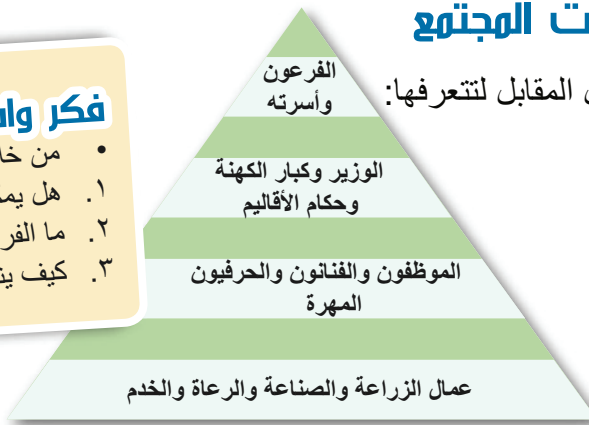 ت المجتمع
المقابل لتتعرفها:
الفرعون
وأسرته
الوزير وكبار الكهنة
وحكام الأقاليم
الموظفون والفنانون والحرفيون
المهرة
عمال الزراعة والصناعة والرعاة والخدم
فكر وا
• من خا
١. هل يم
٢. ما الفر
٣. كيف ين